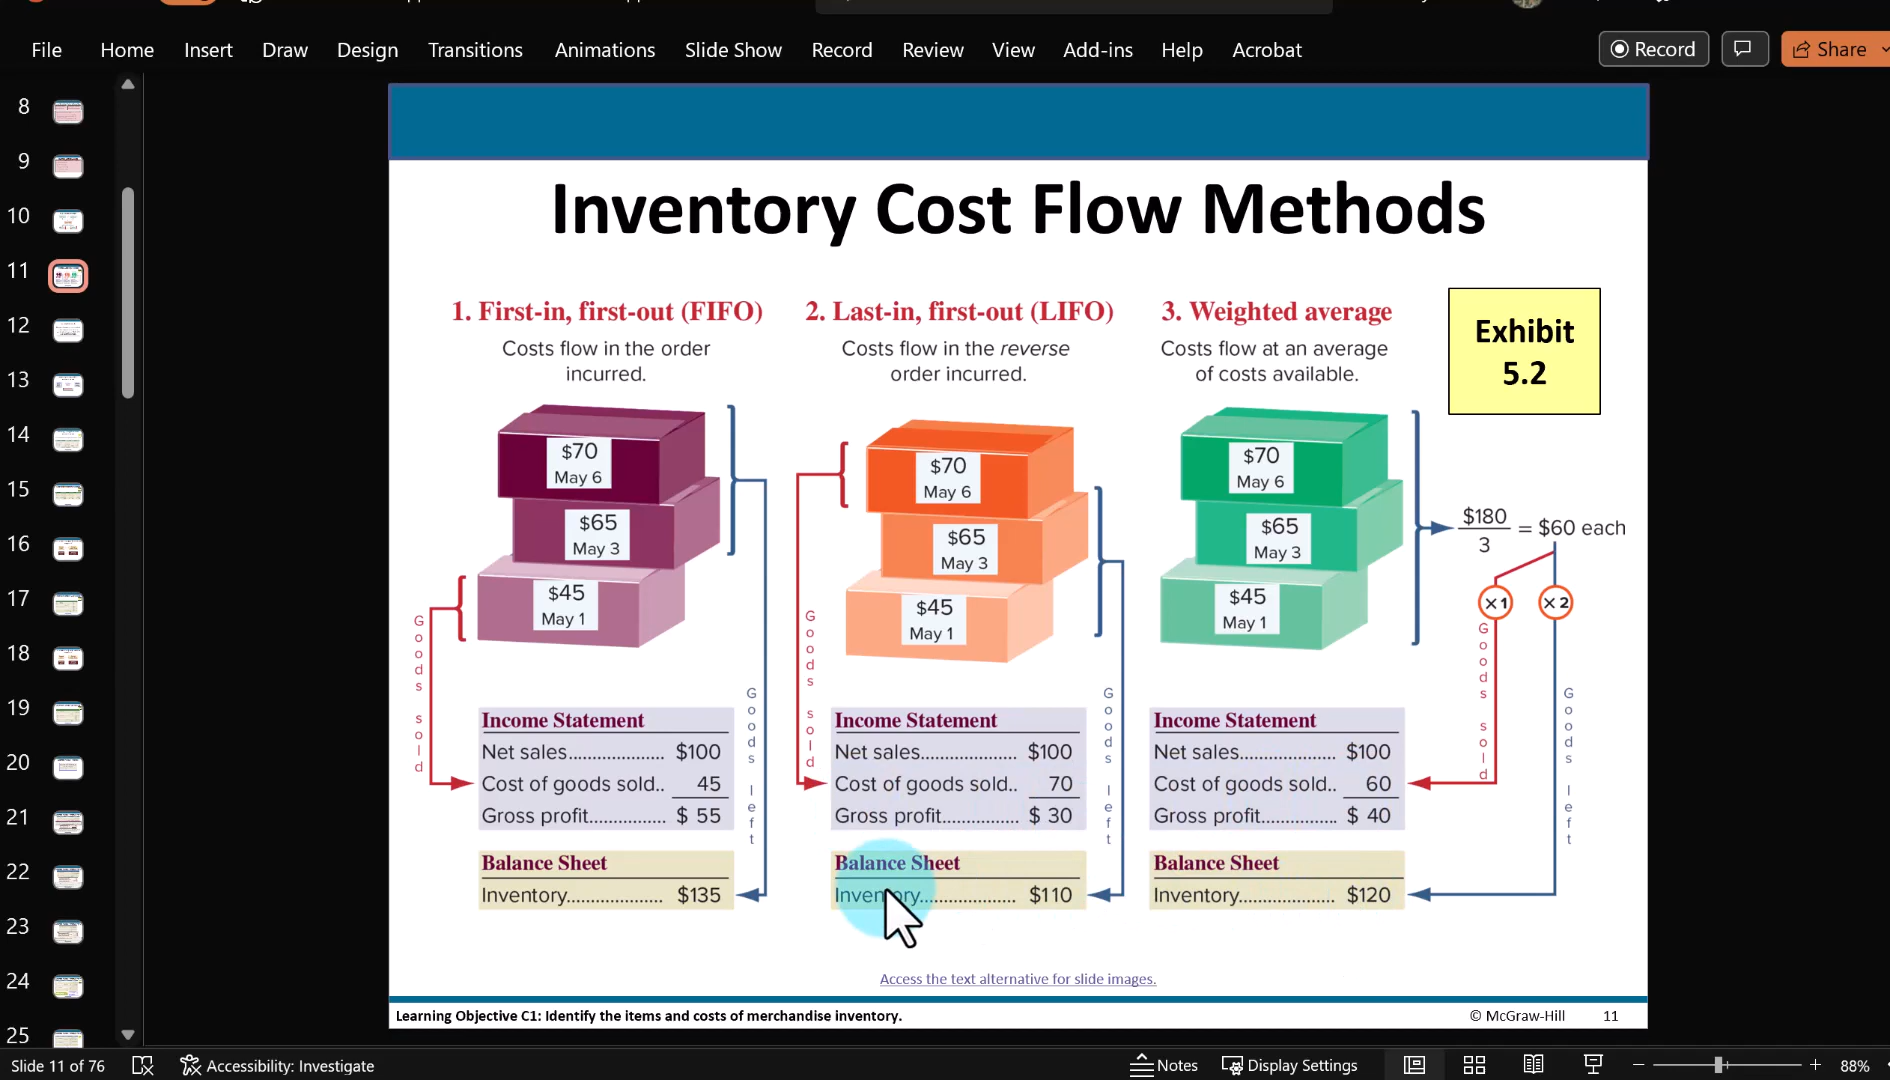 File Home Insert Draw Design Transitions Animations Slide Show Record Review View Add-ins Help Acrobat Record Share
8
9
10
11
12
13
14
15
16
17
18
19
20
21
22
23
24
25
Inventory Cost Flow Methods
1. First-in, first-out (FIFO)
Costs flow in the order
incurred.
$70
May 6
$65
May 3
$45
May 1
Goods sold
Goods left
Income Statement
Net sales..................... $100
Cost of goods sold.. 45
Gross profit................ $ 55
Balance Sheet
Inventory..................... $135
2. Last-in, first-out (LIFO)
Costs flow in the reverse
order incurred.
$70
May 6
$65
May 3
$45
May 1
Goods sold
Goods left
Income Statement
Net sales..................... $100
Cost of goods sold.. 70
Gross profit................ $ 30
Balance Sheet
Inventory..................... $110
3. Weighted average
Costs flow at an average
of costs available.
$70
May 6
$65
May 3
$45
May 1
$180
3
= $60 each
×1
×2
Goods sold
Goods left
Income Statement
Net sales..................... $100
Cost of goods sold.. 60
Gross profit................ $ 40
Balance Sheet
Inventory..................... $120
Exhibit
5.2
Access the text alternative for slide images.
Learning Objective C1: Identify the items and costs of merchandise inventory.
© McGraw-Hill 11
Slide 11 of 76 Accessibility: Investigate Notes Display Settings 88%